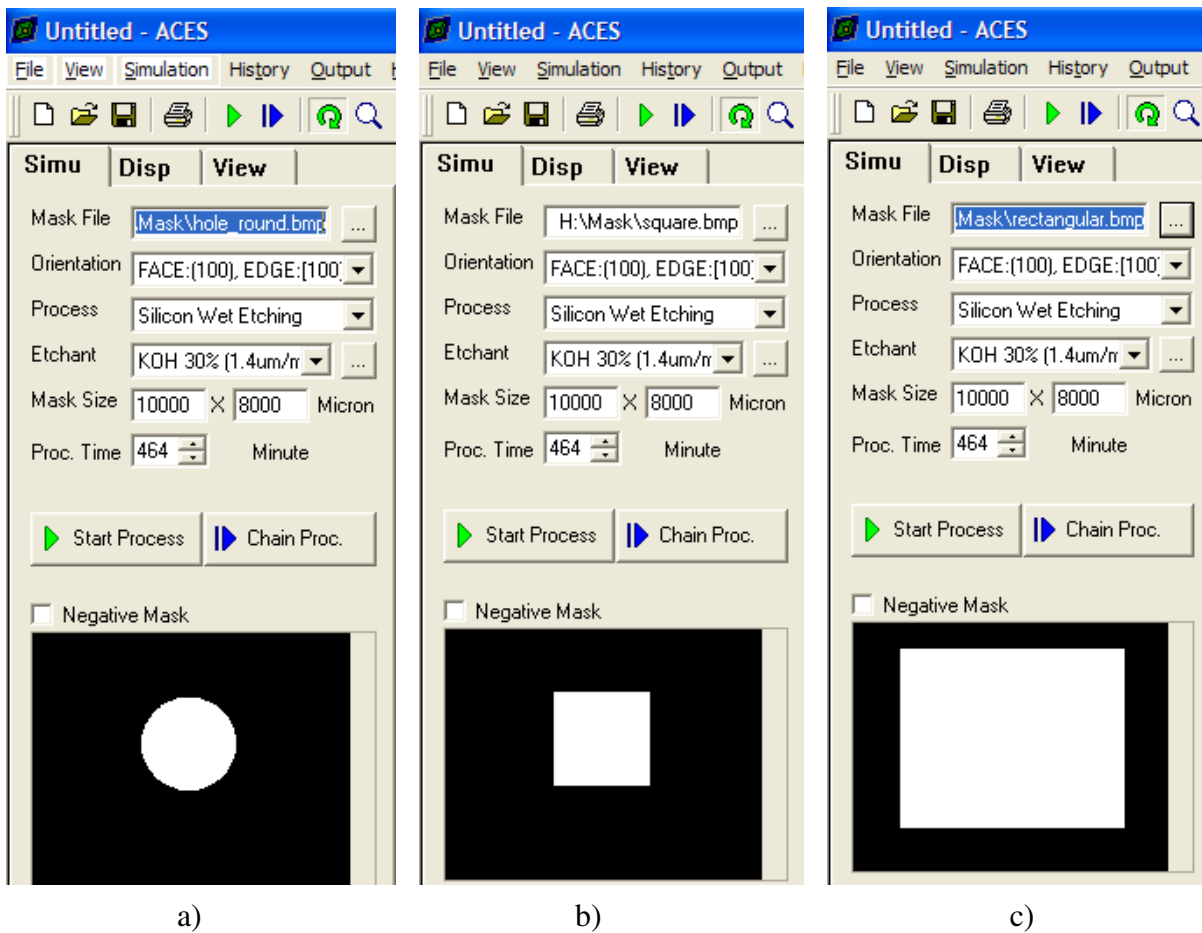 Untitled - ACES
File View Simulation History Output
Simu Disp View
Mask File .Mask\hole_round.bmp ...
Orientation FACE:(100), EDGE:[100]
Process Silicon Wet Etching
Etchant KOH 30% (1.4um/m ...
Mask Size 10000 X 8000 Micron
Proc. Time 464 Minute
Start Process Chain Proc.
Negative Mask
a)
Untitled - ACES
File View Simulation History Output
Simu Disp View
Mask File H:\Mask\square.bmp ...
Orientation FACE:(100), EDGE:[100]
Process Silicon Wet Etching
Etchant KOH 30% (1.4um/m ...
Mask Size 10000 X 8000 Micron
Proc. Time 464 Minute
Start Process Chain Proc.
Negative Mask
b)
Untitled - ACES
File View Simulation History Output
Simu Disp View
Mask File .Mask\rectangular.bmp ...
Orientation FACE:(100), EDGE:[100]
Process Silicon Wet Etching
Etchant KOH 30% (1.4um/m ...
Mask Size 10000 X 8000 Micron
Proc. Time 464 Minute
Start Process Chain Proc.
Negative Mask
c)